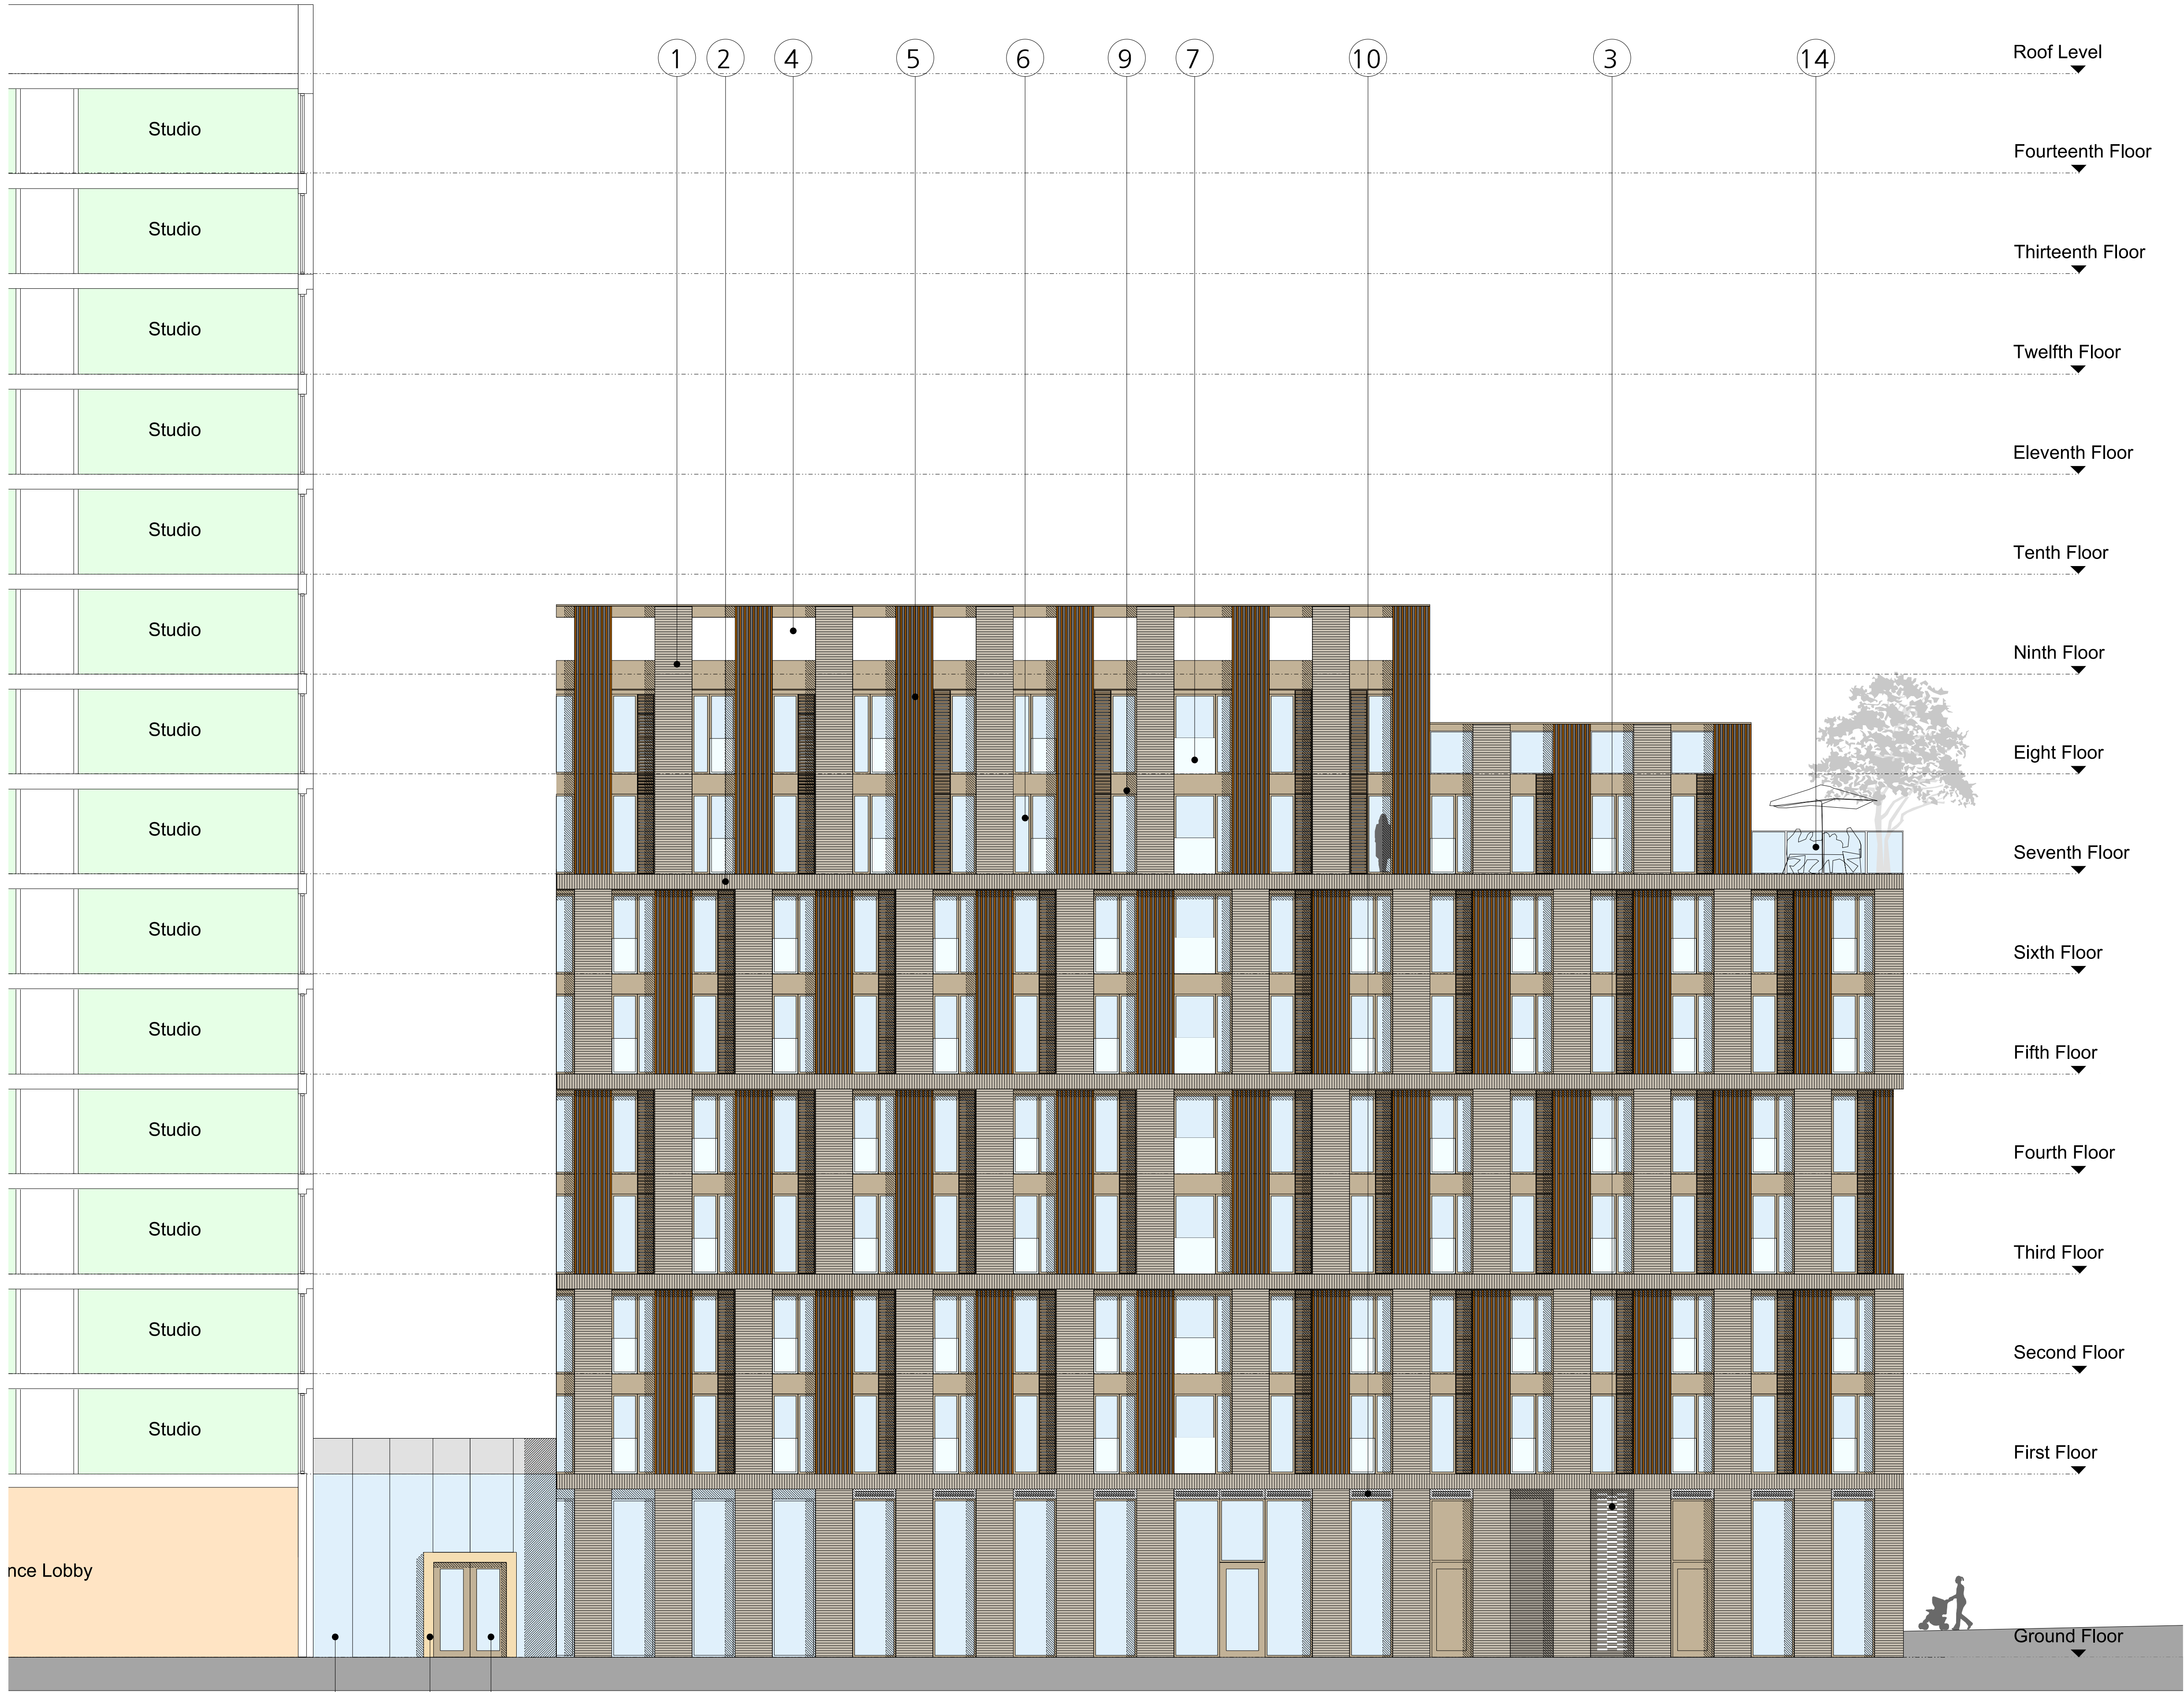 1 2 4 5 6 9 7 10 3 14
Roof Level
Studio
Fourteenth Floor
Studio
Thirteenth Floor
Studio
Twelfth Floor
Studio
Eleventh Floor
Studio
Tenth Floor
Studio
Ninth Floor
Studio
Eight Floor
Studio
Seventh Floor
Studio
Sixth Floor
Studio
Fifth Floor
Studio
Fourth Floor
Studio
Third Floor
Studio
Second Floor
Studio
First Floor
nce Lobby
Ground Floor